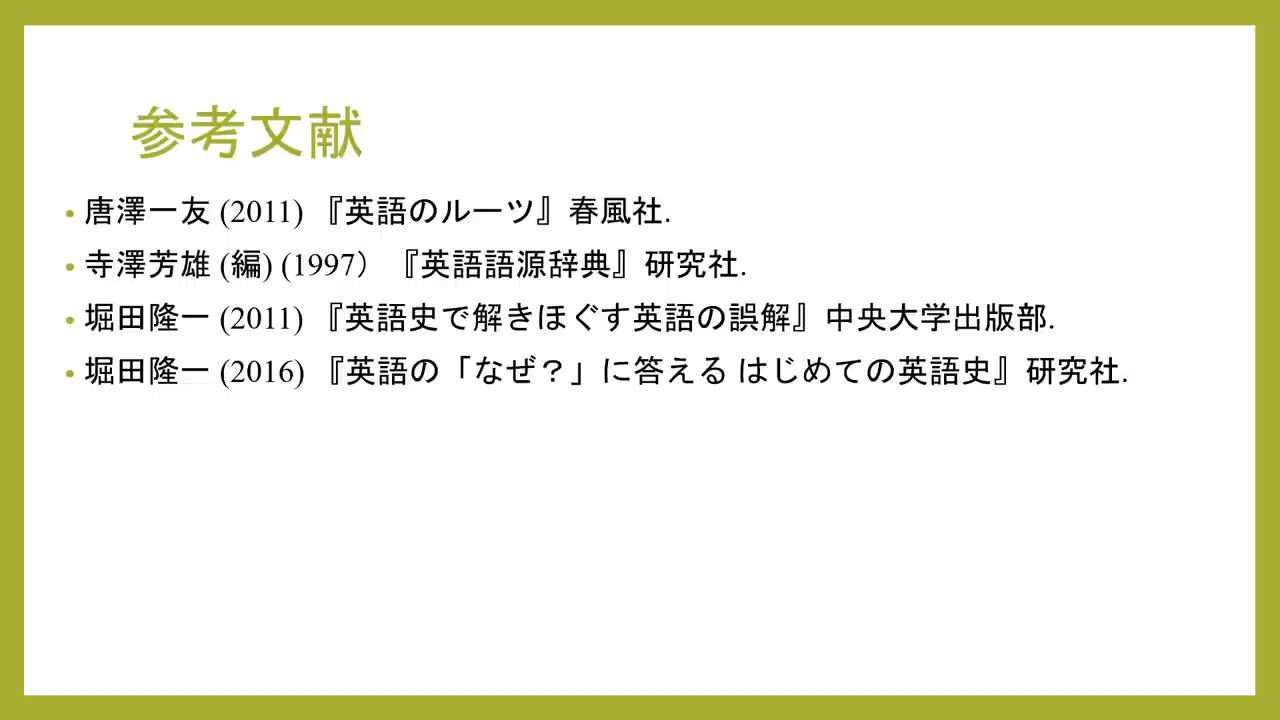 参考文献
• 唐澤一友 (2011) 『英語のルーツ』春風社.
• 寺澤芳雄 (編) (1997） 『英語語源辞典』研究社.
• 堀田隆一 (2011) 『英語史で解きほぐす英語の誤解』中央大学出版部.
• 堀田隆一 (2016) 『英語の「なぜ？」に答える はじめての英語史』研究社.